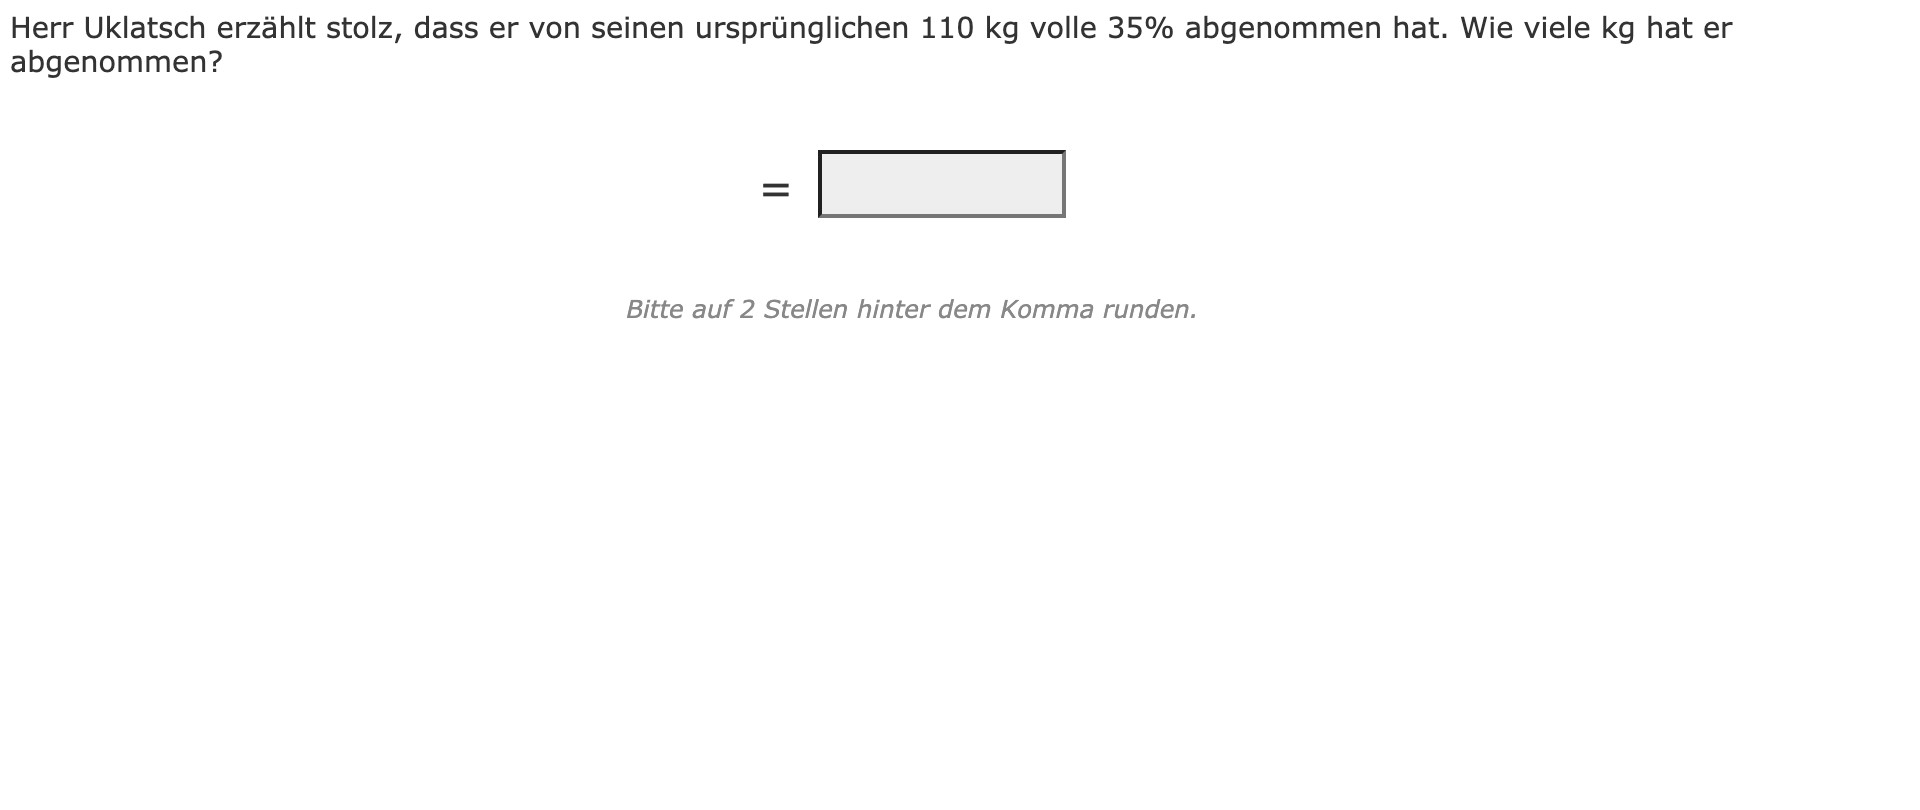 Herr Uklatsch erzählt stolz, dass er von seinen ursprünglichen 110 kg volle 35% abgenommen hat. Wie viele kg hat er
abgenommen?
=
Bitte auf 2 Stellen hinter dem Komma runden.